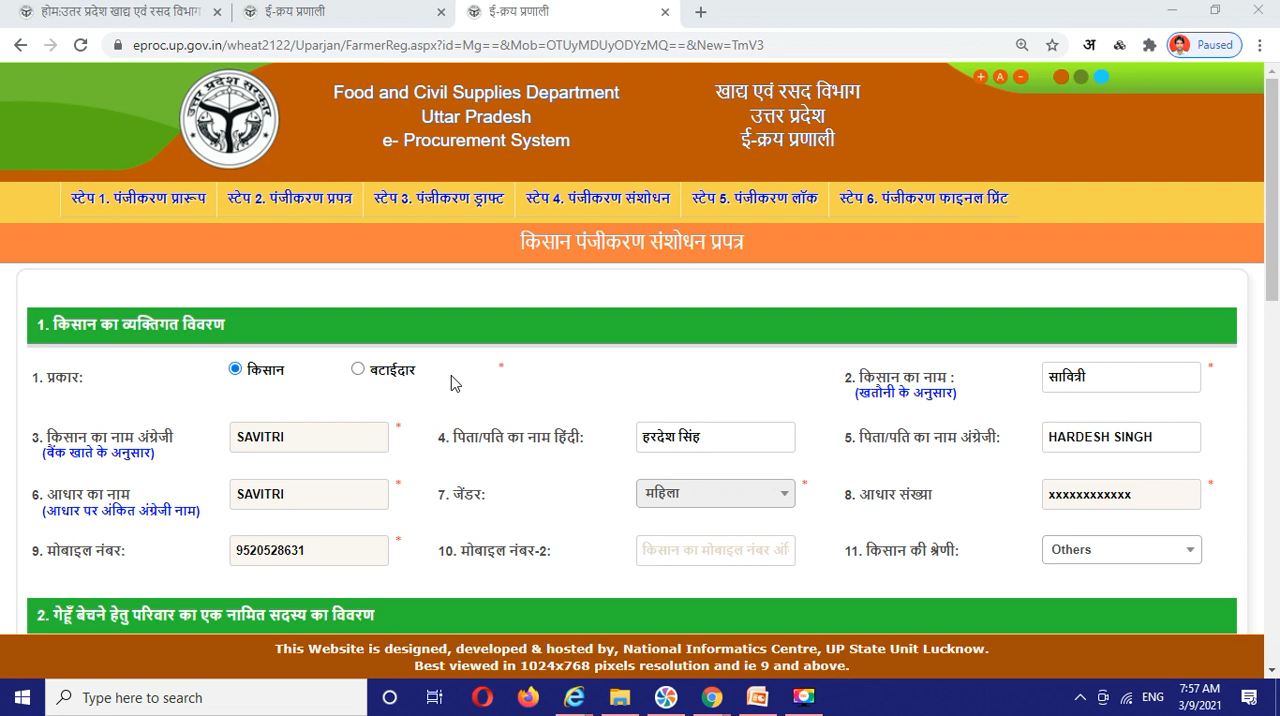 होम:उत्तर प्रदेश खाद्य एवं रसद विभाग
ई-क्रय प्रणाली
ई-क्रय प्रणाली
eproc.up.gov.in/wheat2122/Uparjan/FarmerReg.aspx?id=Mg==&Mob=OTUyMDUyODYzMQ==&New=TmV3
अ
Paused
Food and Civil Supplies Department
Uttar Pradesh
e- Procurement System
खाद्य एवं रसद विभाग
उत्तर प्रदेश
ई-क्रय प्रणाली
+ A -
स्टेप 1. पंजीकरण प्रारूप
स्टेप 2. पंजीकरण प्रपत्र
स्टेप 3. पंजीकरण ड्राफ्ट
स्टेप 4. पंजीकरण संशोधन
स्टेप 5. पंजीकरण लॉक
स्टेप 6. पंजीकरण फाइनल प्रिंट
किसान पंजीकरण संशोधन प्रपत्र
1. किसान का व्यक्तिगत विवरण
1. प्रकार:
किसान
बटाईदार
*
2. किसान का नाम :
(खतौनी के अनुसार)
सावित्री
*
3. किसान का नाम अंग्रेजी
(बैंक खाते के अनुसार)
SAVITRI
*
4. पिता/पति का नाम हिंदी:
हरदेश सिंह
5. पिता/पति का नाम अंग्रेजी:
HARDESH SINGH
6. आधार का नाम
(आधार पर अंकित अंग्रेजी नाम)
SAVITRI
*
7. जेंडर:
महिला
*
8. आधार संख्या
xxxxxxxxxxxx
*
9. मोबाइल नंबर:
9520528631
*
10. मोबाइल नंबर-2:
किसान का मोबाइल नंबर अं
11. किसान की श्रेणी:
Others
2. गेहूँ बेचने हेतु परिवार का एक नामित सदस्य का विवरण
This Website is designed, developed & hosted by, National Informatics Centre, UP State Unit Lucknow.
Best viewed in 1024x768 pixels resolution and ie 9 and above.
Type here to search
ENG
7:57 AM
3/9/2021